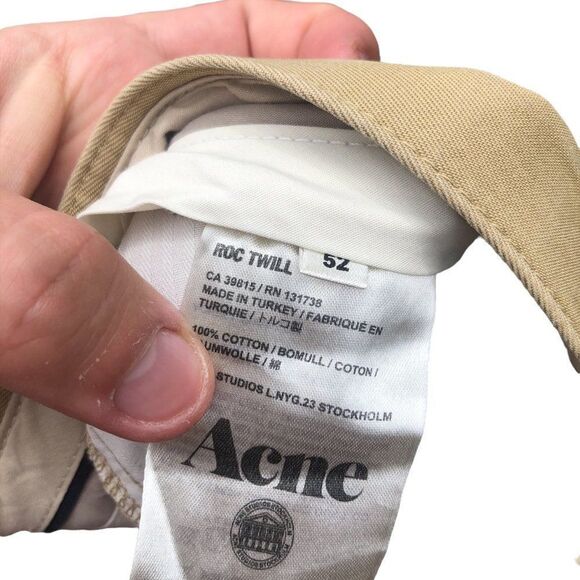 ROC TWILL 52
CA 39815 / RN 131738
MADE IN TURKEY / FABRIQUÉ EN
TURQUIE / トルコ製
100% COTTON / BOMULL / COTON /
UMWOLLE / 綿
STUDIOS L.NYG.23 STOCKHOLM
Acne